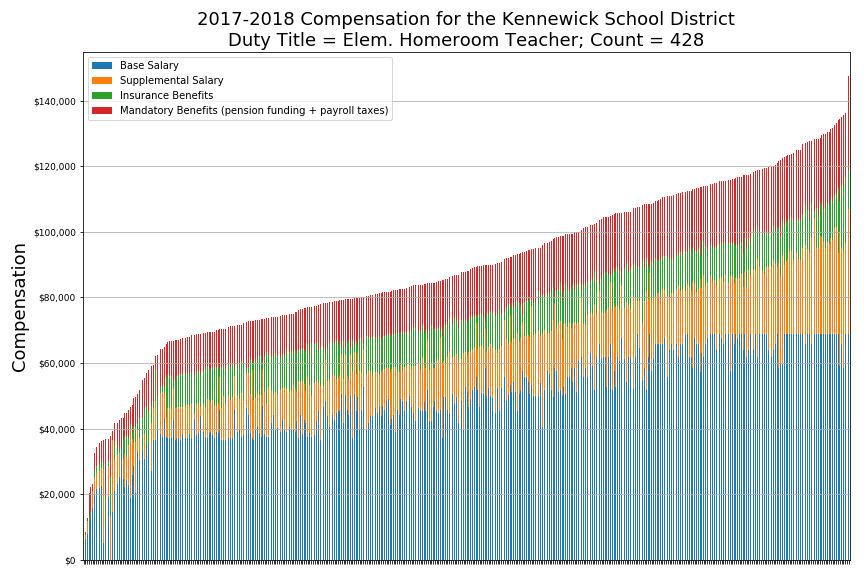 2017-2018 Compensation for the Kennewick School District
Duty Title = Elem. Homeroom Teacher; Count = 428
Base Salary
Supplemental Salary
Insurance Benefits
Mandatory Benefits (pension funding + payroll taxes)
Compensation
$140,000
$120,000
$100,000
$80,000
$60,000
$40,000
$20,000
$0